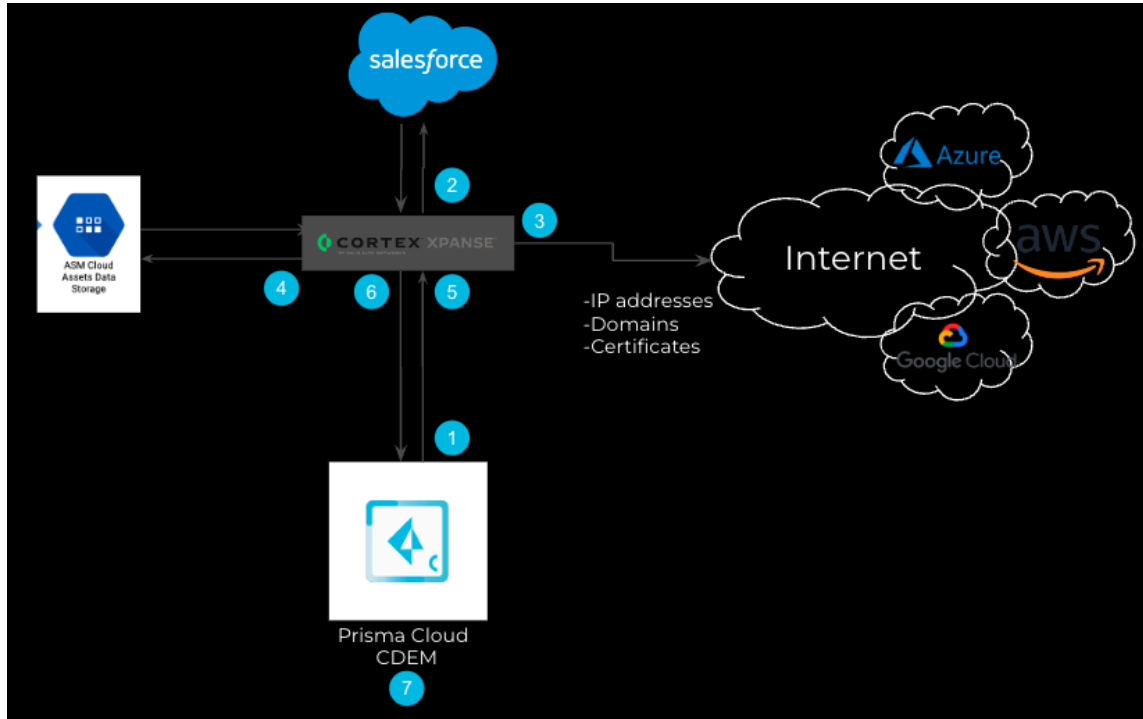 salesforce
2
Azure
ASM Cloud
Assets Data
Storage
CORTEX XPANSE
3
Internet
aws
4
6
5
-IP addresses
-Domains
-Certificates
Google Cloud
1
Prisma Cloud
CDEM
7